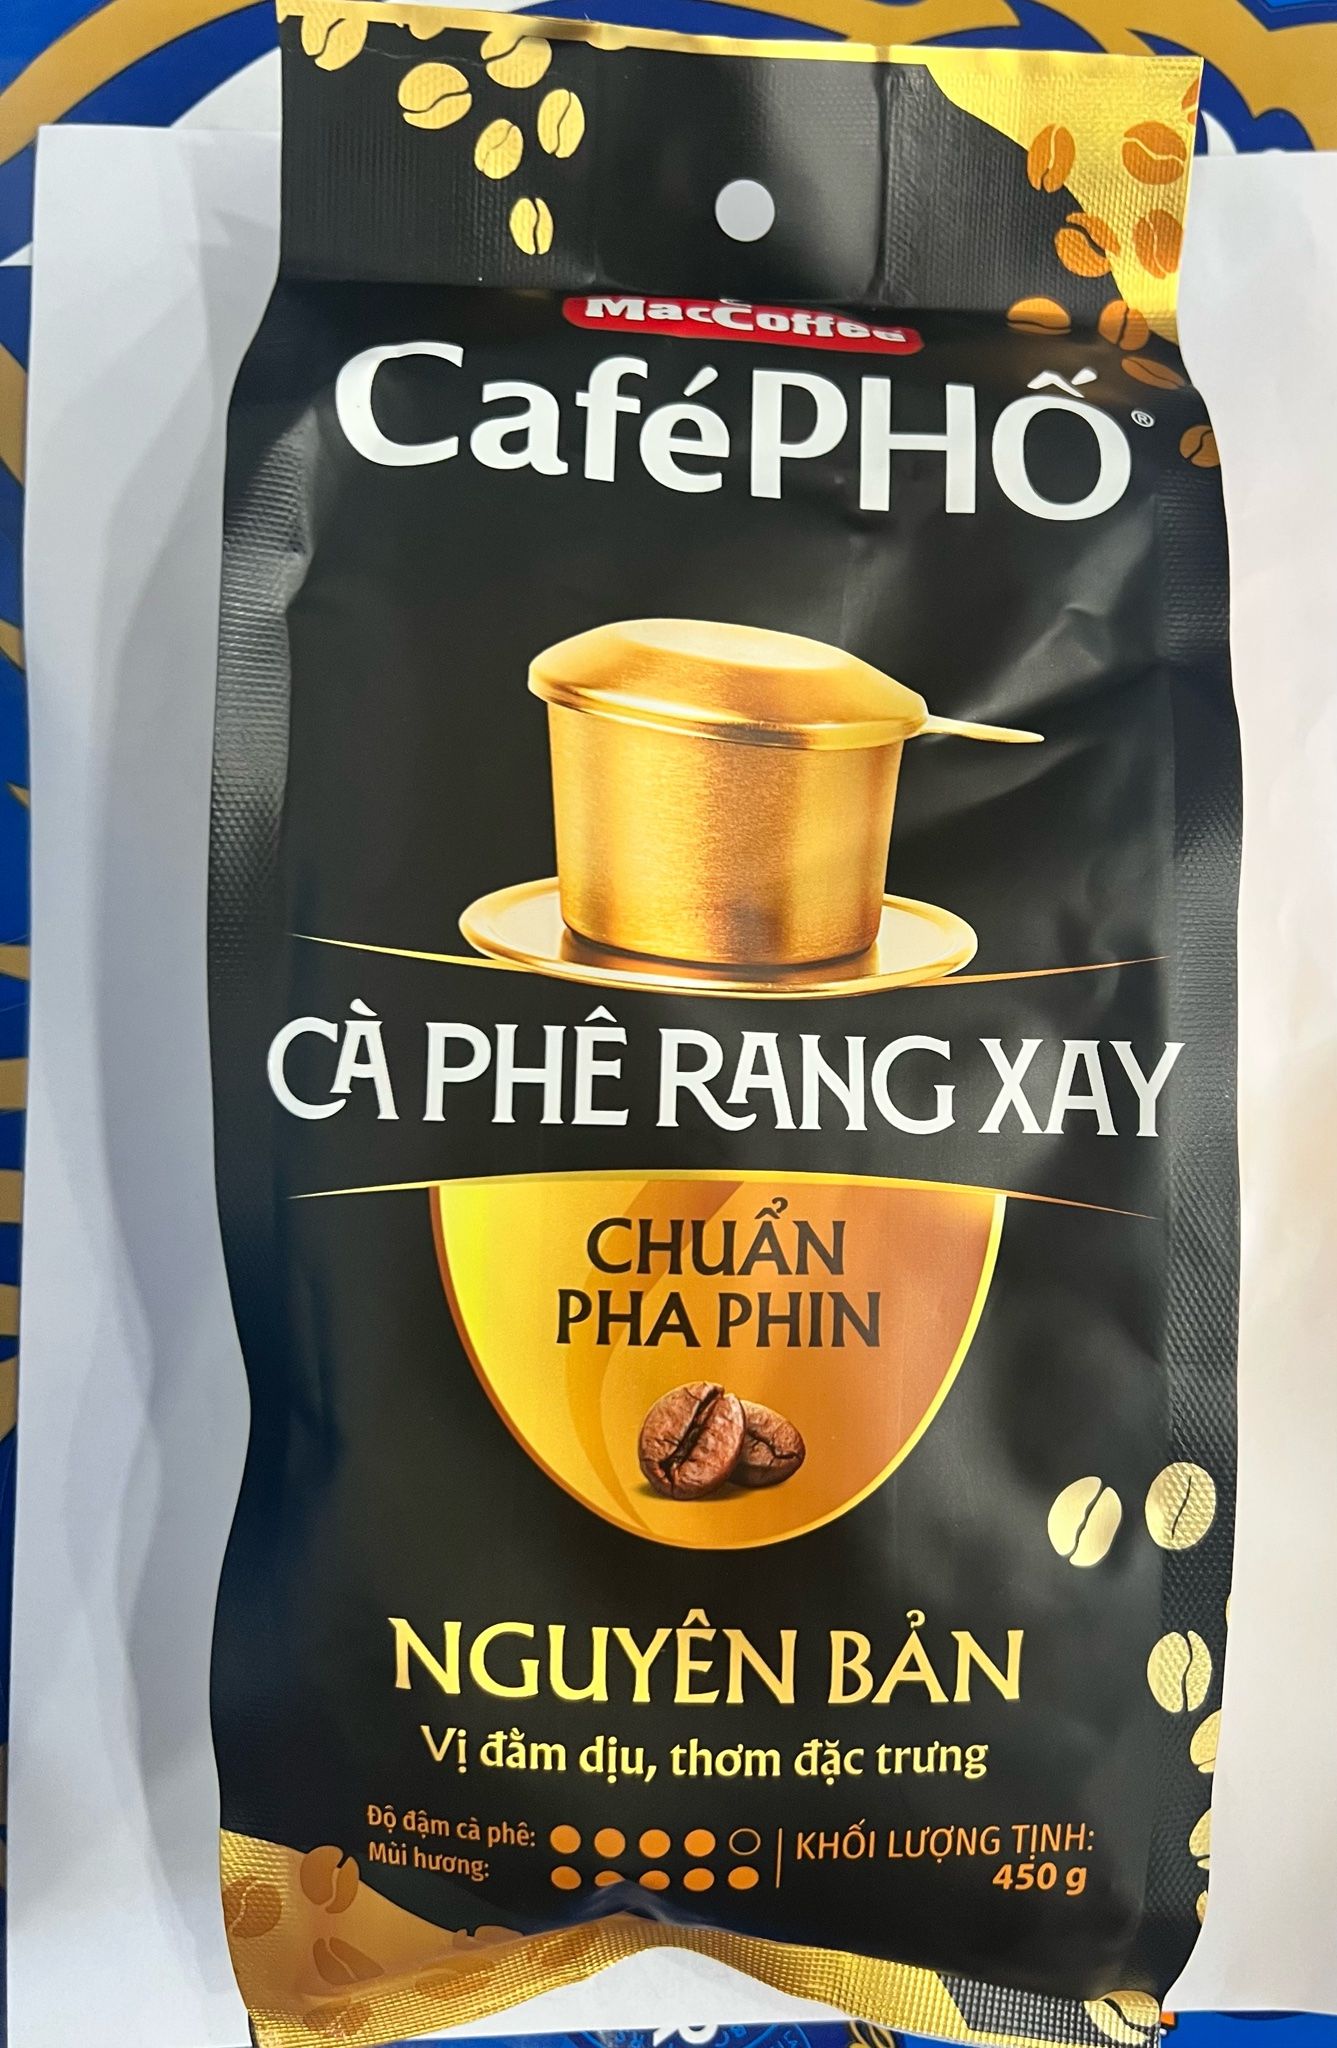 MacCoffee
CaféPHỐ®
CÀ PHÊ RANG XAY
CHUẨN
PHA PHIN
NGUYÊN BẢN
Vị đằm dịu, thơm đặc trưng
Độ đậm cà phê:
Mùi hương:
KHỐI LƯỢNG TỊNH:
450 g